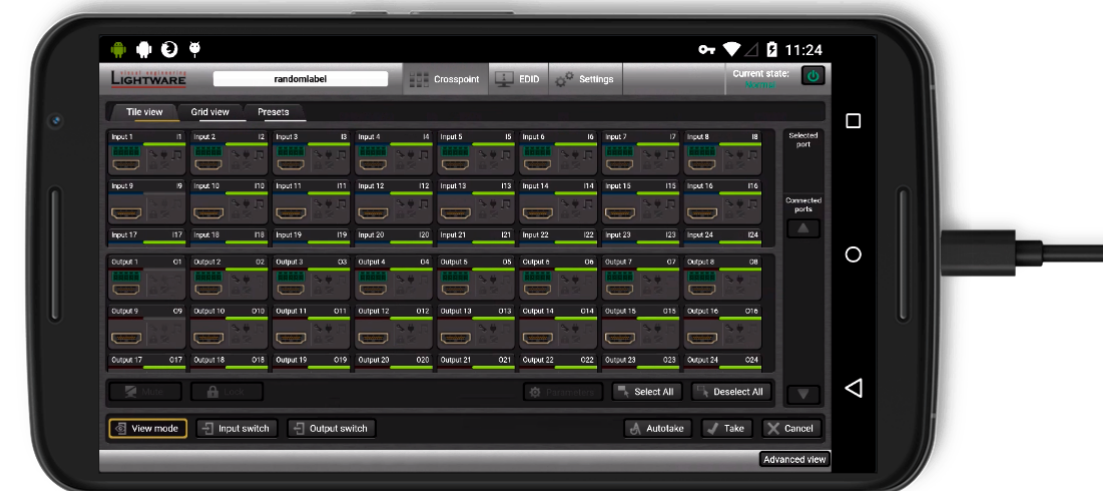 11:24
visual engineering
LIGHTWARE
randomlabel
Crosspoint
EDID
Settings
Current state:
Normal
Tile view Grid view Presets
Input 1 I1 Input 2 I2 Input 3 I3 Input 4 I4 Input 5 I5 Input 6 I6 Input 7 I7 Input 8 I8
Selected
port
Input 9 I9 Input 10 I10 Input 11 I11 Input 12 I12 Input 13 I13 Input 14 I14 Input 15 I15 Input 16 I16
Connected
ports
Input 17 I17 Input 18 I18 Input 19 I19 Input 20 I20 Input 21 I21 Input 22 I22 Input 23 I23 Input 24 I24
Output 1 O1 Output 2 O2 Output 3 O3 Output 4 O4 Output 5 O5 Output 6 O6 Output 7 O7 Output 8 O8
Output 9 O9 Output 10 O10 Output 11 O11 Output 12 O12 Output 13 O13 Output 14 O14 Output 15 O15 Output 16 O16
Output 17 O17 Output 18 O18 Output 19 O19 Output 20 O20 Output 21 O21 Output 22 O22 Output 23 O23 Output 24 O24
Mute Lock Parameters Select All Deselect All
View mode Input switch Output switch Autotake Take Cancel
Advanced view